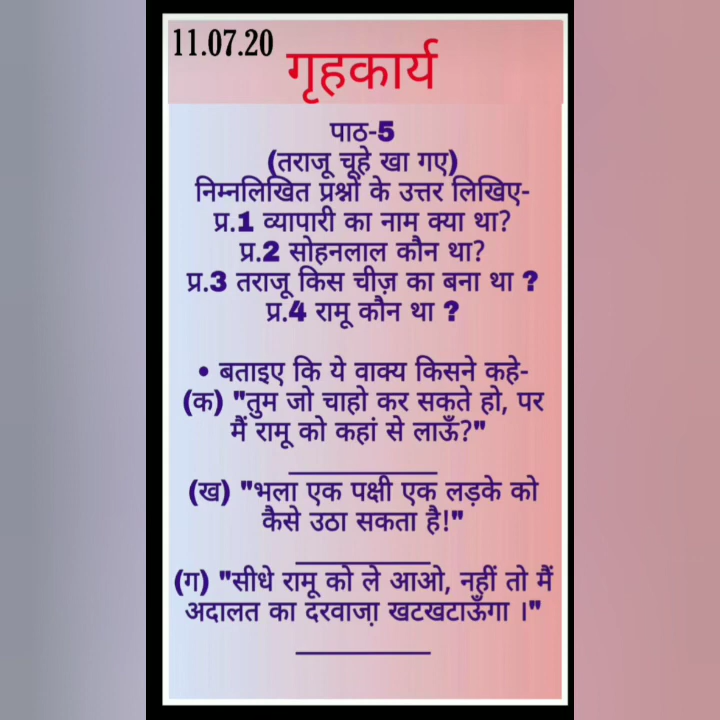 11.07.20
गृहकार्य
पाठ-5
(तराजू चूहे खा गए)
निम्नलिखित प्रश्नों के उत्तर लिखिए-
प्र.1 व्यापारी का नाम क्या था?
प्र.2 सोहनलाल कौन था?
प्र.3 तराजू किस चीज़ का बना था ?
प्र.4 रामू कौन था ?
• बताइए कि ये वाक्य किसने कहे-
(क) "तुम जो चाहो कर सकते हो, पर
मैं रामू को कहां से लाऊँ?"
(ख) "भला एक पक्षी एक लड़के को
कैसे उठा सकता है!"
(ग) "सीधे रामू को ले आओ, नहीं तो मैं
अदालत का दरवाजा़ खटखटाऊँगा ।"